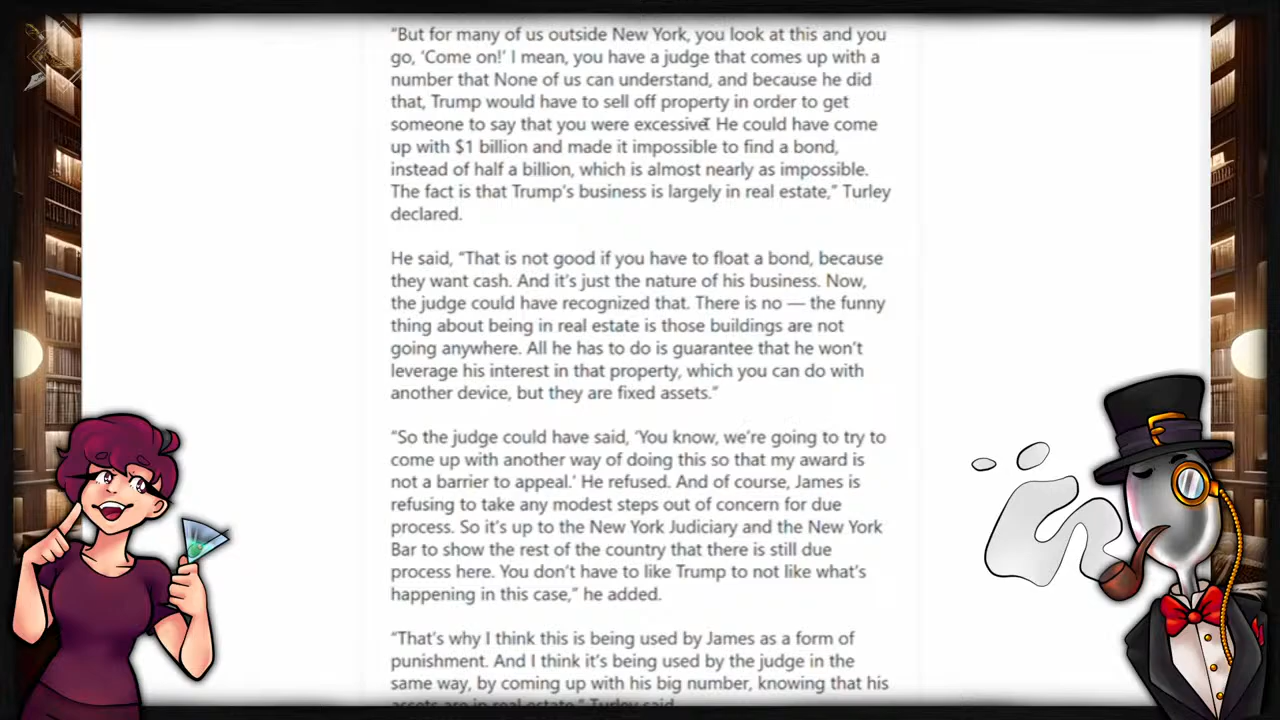 “But for many of us outside New York, you look at this and you
go, ‘Come on!’ I mean, you have a judge that comes up with a
number that None of us can understand, and because he did
that, Trump would have to sell off property in order to get
someone to say that you were excessive. He could have come
up with $1 billion and made it impossible to find a bond,
instead of half a billion, which is almost nearly as impossible.
The fact is that Trump’s business is largely in real estate,” Turley
declared.
He said, “That is not good if you have to float a bond, because
they want cash. And it’s just the nature of his business. Now,
the judge could have recognized that. There is no — the funny
thing about being in real estate is those buildings are not
going anywhere. All he has to do is guarantee that he won’t
leverage his interest in that property, which you can do with
another device, but they are fixed assets.”
“So the judge could have said, ‘You know, we’re going to try to
come up with another way of doing this so that my award is
not a barrier to appeal.’ He refused. And of course, James is
refusing to take any modest steps out of concern for due
process. So it’s up to the New York Judiciary and the New York
Bar to show the rest of the country that there is still due
process here. You don’t have to like Trump to not like what’s
happening in this case,” he added.
“That’s why I think this is being used by James as a form of
punishment. And I think it’s being used by the judge in the
same way, by coming up with his big number, knowing that his
assets are in real estate,” Turley said.